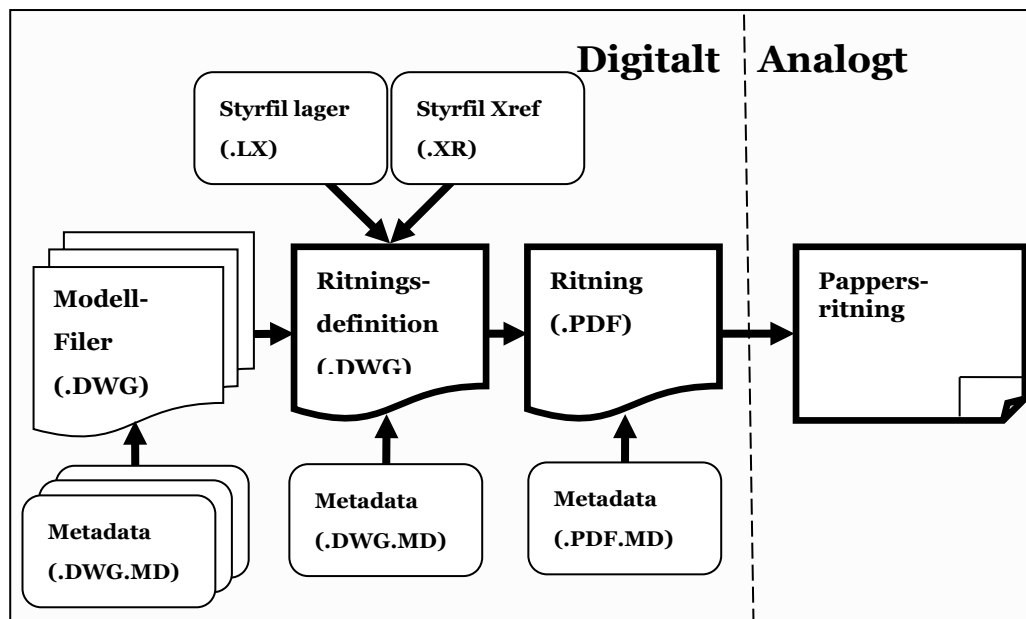 Digitalt
Analogt
Styrfil lager
(.LX)
Styrfil Xref
(.XR)
Modell-
Filer
(.DWG)
Ritnings-
definition
(.DWG)
Ritning
(.PDF)
Pappers-
ritning
Metadata
(.DWG.MD)
Metadata
(.DWG.MD)
Metadata
(.PDF.MD)